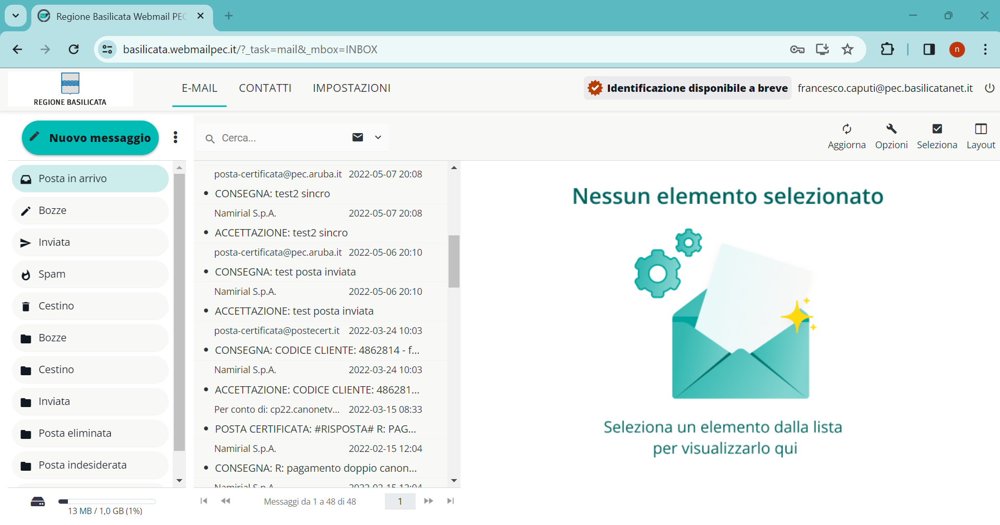 Regione Basilicata Webmail PEC
basilicata.webmailpec.it/?_task=mail&_mbox=INBOX
n
REGIONE BASILICATA
E-MAIL
CONTATTI
IMPOSTAZIONI
Identificazione disponibile a breve
francesco.caputi@pec.basilicatanet.it
Nuovo messaggio
Cerca...
Aggiorna
Opzioni
Seleziona
Layout
Posta in arrivo
Bozze
Inviata
Spam
Cestino
Bozze
Cestino
Inviata
Posta eliminata
Posta indesiderata
13 MB / 1,0 GB (1%)
posta-certificata@pec.aruba.it 2022-05-07 20:08
• CONSEGNA: test2 sincro
Namirial S.p.A. 2022-05-07 20:08
• ACCETTAZIONE: test2 sincro
posta-certificata@pec.aruba.it 2022-05-06 20:10
• CONSEGNA: test posta inviata
Namirial S.p.A. 2022-05-06 20:10
• ACCETTAZIONE: test posta inviata
posta-certificata@postecert.it 2022-03-24 10:03
• CONSEGNA: CODICE CLIENTE: 4862814 - f...
Namirial S.p.A. 2022-03-24 10:03
• ACCETTAZIONE: CODICE CLIENTE: 486281...
Per conto di: cp22.canonetv... 2022-03-15 08:33
• POSTA CERTIFICATA: #RISPOSTA# R: PAG...
Namirial S.p.A. 2022-02-15 12:04
• CONSEGNA: R: pagamento doppio canon...
Namirial S.p.A. 2022-02-15 12:04
Messaggi da 1 a 48 di 48
1
Nessun elemento selezionato
Seleziona un elemento dalla lista
per visualizzarlo qui